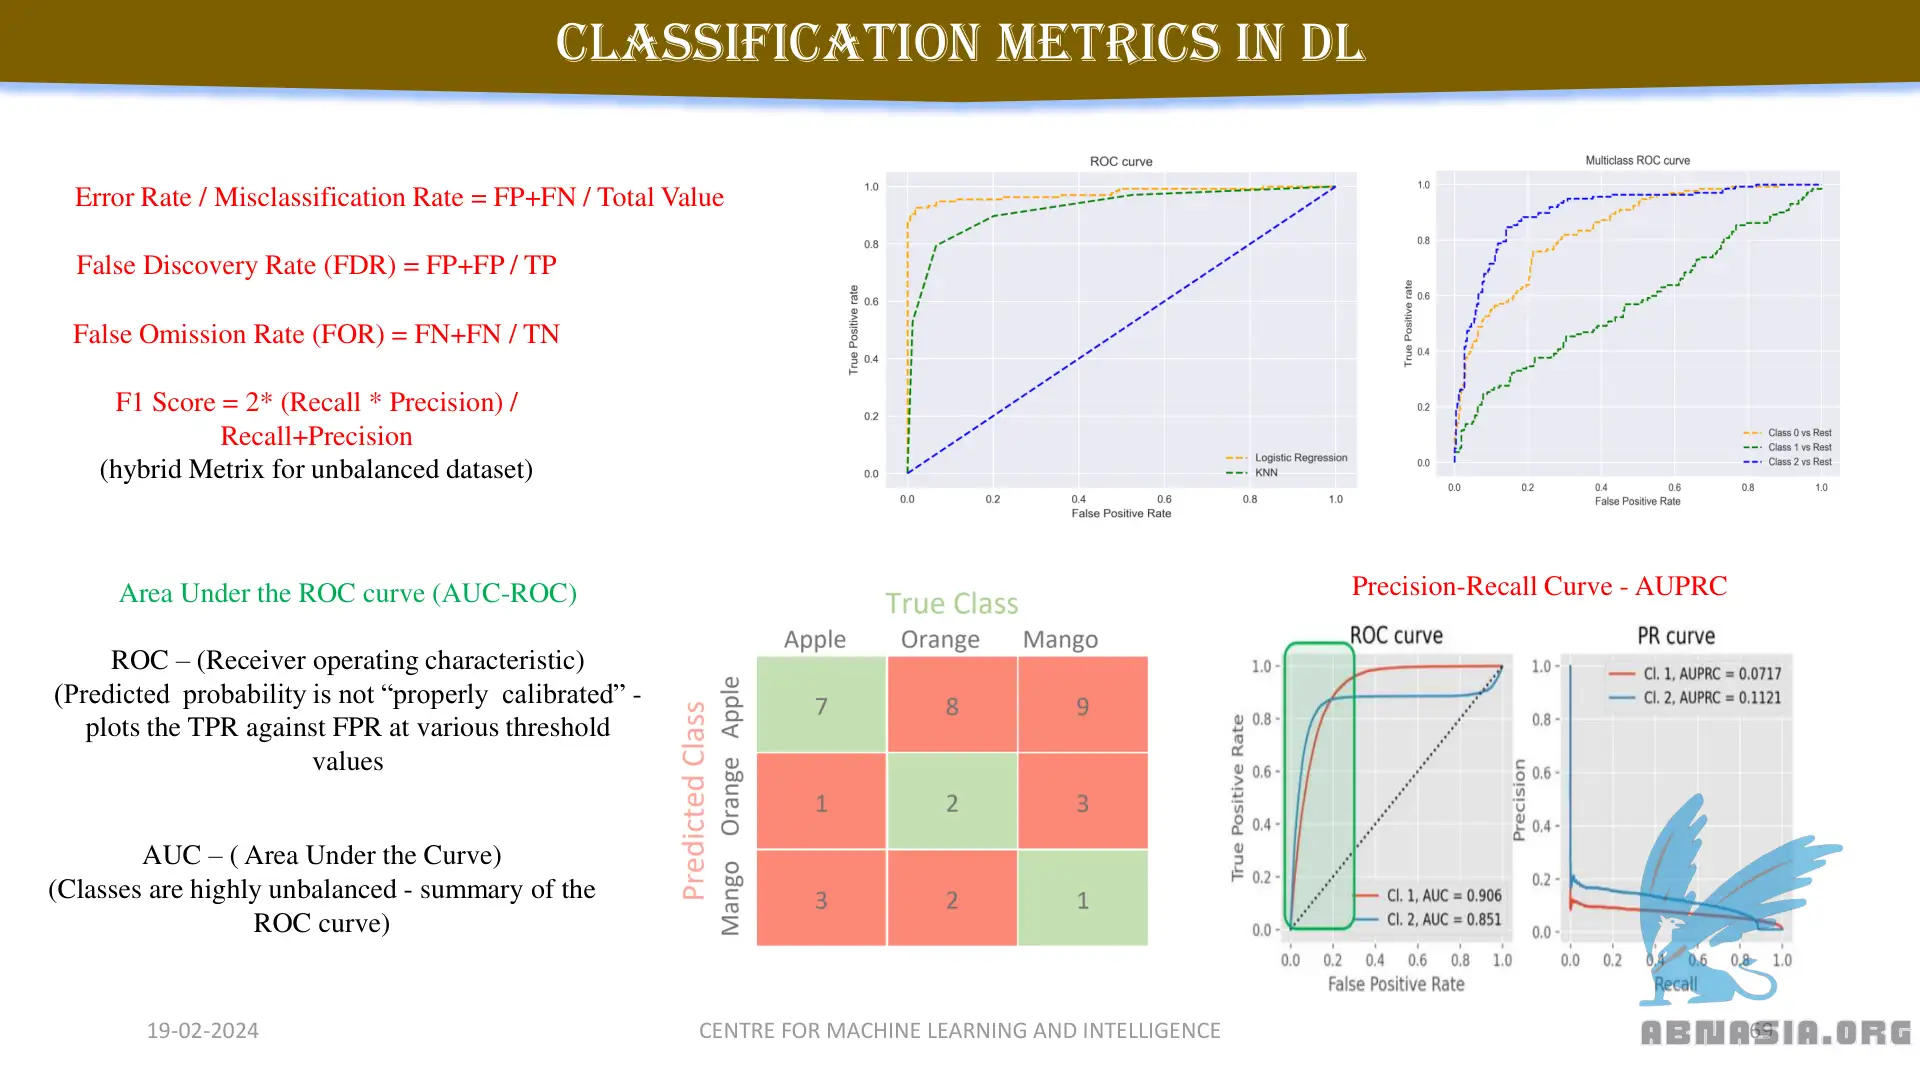 CLASSIFICATION METRICS IN DL
Error Rate / Misclassification Rate = FP+FN / Total Value
False Discovery Rate (FDR) = FP+FP / TP
False Omission Rate (FOR) = FN+FN / TN
F1 Score = 2* (Recall * Precision) /
Recall+Precision
(hybrid Metrix for unbalanced dataset)
Area Under the ROC curve (AUC-ROC)
ROC – (Receiver operating characteristic)
(Predicted probability is not “properly calibrated” -
plots the TPR against FPR at various threshold
values
AUC – ( Area Under the Curve)
(Classes are highly unbalanced - summary of the
ROC curve)
ROC curve
True Positive rate
1.0
0.8
0.6
0.4
0.2
0.0
Logistic Regression
KNN
0.0 0.2 0.4 0.6 0.8 1.0
False Positive Rate
Multiclass ROC curve
True Positive rate
1.0
0.8
0.6
0.4
0.2
0.0
Class 0 vs Rest
Class 1 vs Rest
Class 2 vs Rest
0.0 0.2 0.4 0.6 0.8 1.0
False Positive Rate
True Class
Apple Orange Mango
Predicted Class
Apple 7 8 9
Orange 1 2 3
Mango 3 2 1
Precision-Recall Curve - AUPRC
ROC curve
True Positive Rate
1.0
0.8
0.6
0.4
0.2
0.0
Cl. 1, AUC = 0.906
Cl. 2, AUC = 0.851
0.0 0.2 0.4 0.6 0.8 1.0
False Positive Rate
PR curve
Precision
1.0
0.8
0.6
0.4
0.2
0.0
Cl. 1, AUPRC = 0.0717
Cl. 2, AUPRC = 0.1121
0.0 0.2 0.4 0.6 0.8 1.0
Recall
19-02-2024
CENTRE FOR MACHINE LEARNING AND INTELLIGENCE
ABNASIA.ORG